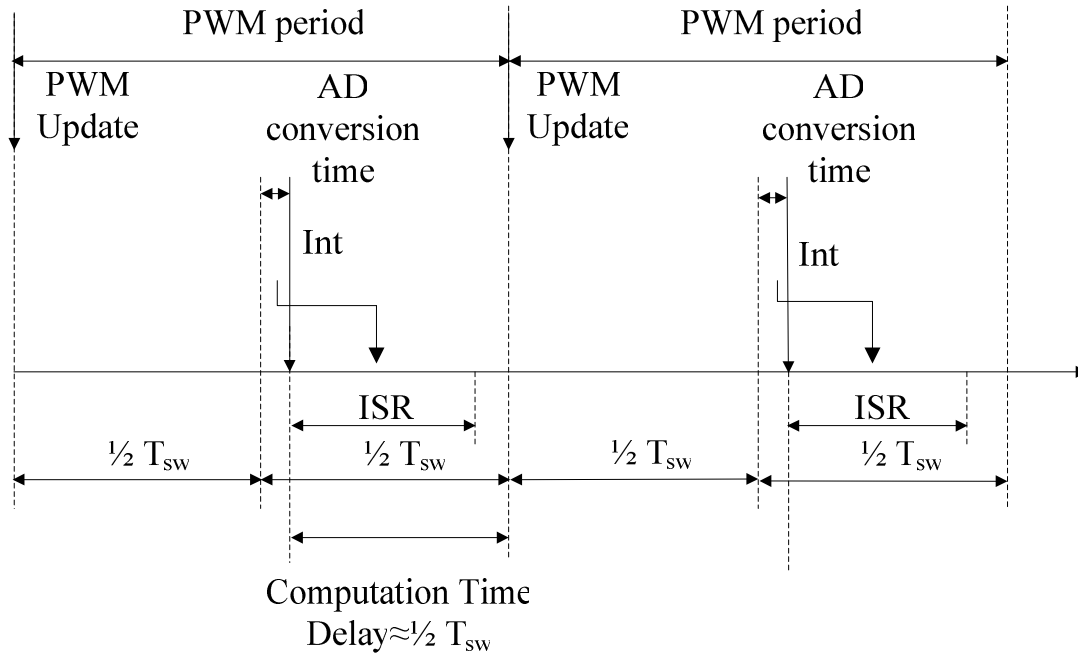 PWM period
PWM period
PWM
Update
AD
conversion
time
PWM
Update
AD
conversion
time
Int
Int
ISR
ISR
½ Tsw
½ Tsw
½ Tsw
½ Tsw
Computation Time
Delay≈½ Tsw